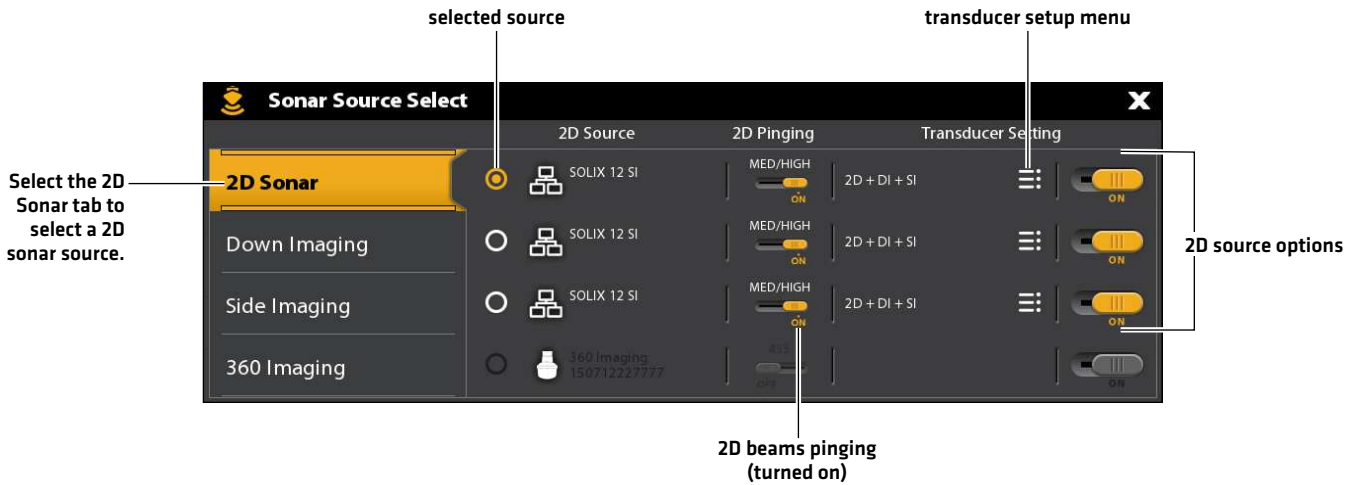 selected source
transducer setup menu
Sonar Source Select
X
2D Source
2D Pinging
Transducer Setting
Select the 2D
Sonar tab to
select a 2D
sonar source.
2D Sonar
SOLIX 12 SI
MED/HIGH
ON
2D + DI + SI
ON
Down Imaging
SOLIX 12 SI
MED/HIGH
ON
2D + DI + SI
ON
2D source options
Side Imaging
SOLIX 12 SI
MED/HIGH
ON
2D + DI + SI
ON
360 Imaging
360 Imaging:
150712227777
455
OFF
ON
2D beams pinging
(turned on)